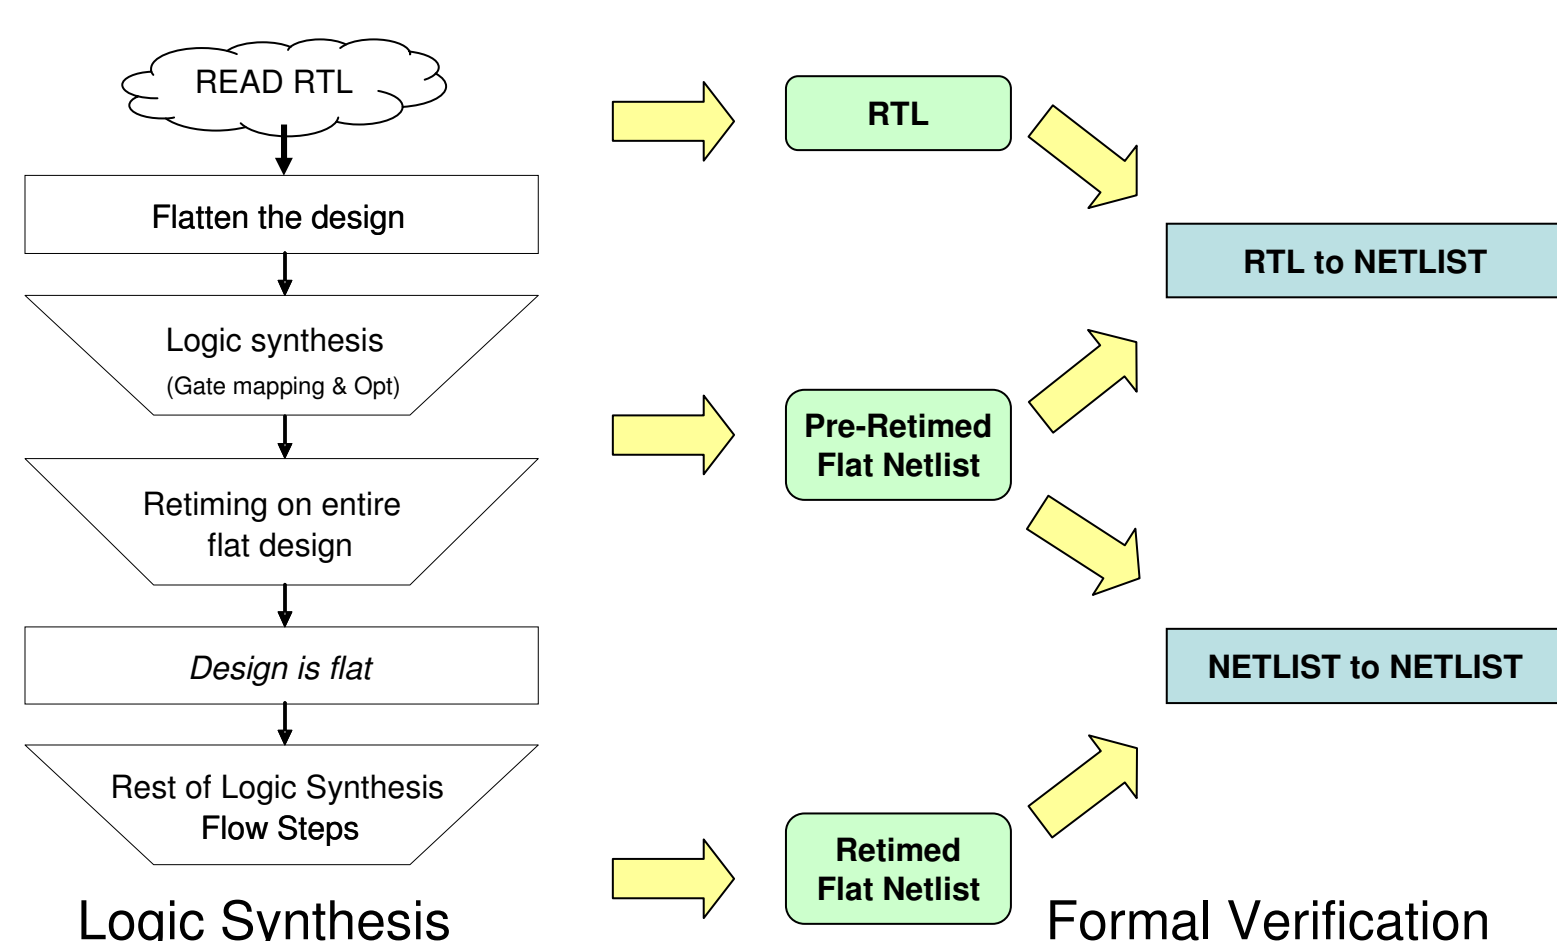 READ RTL
Flatten the design
Logic synthesis
(Gate mapping & Opt)
Retiming on entire
flat design
Design is flat
Rest of Logic Synthesis
Flow Steps
Logic Synthesis
RTL
Pre-Retimed
Flat Netlist
Retimed
Flat Netlist
RTL to NETLIST
NETLIST to NETLIST
Formal Verification